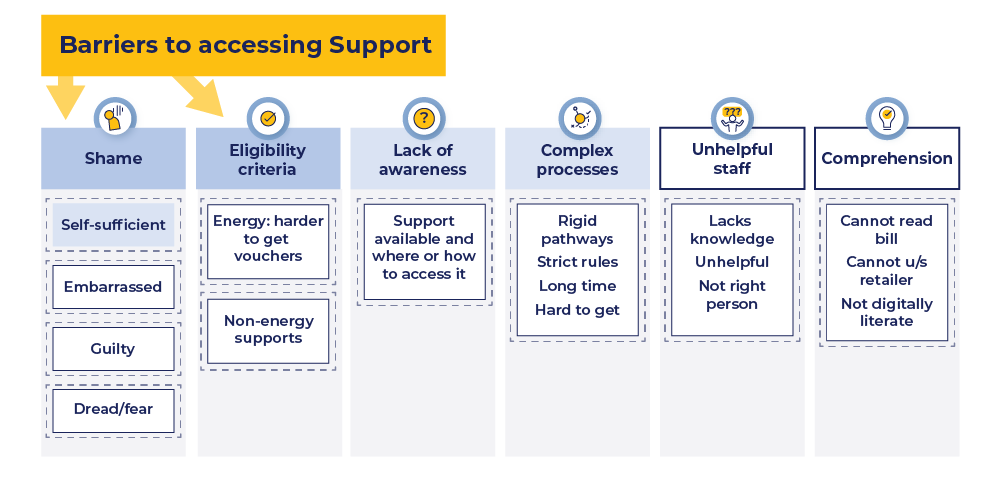 Barriers to accessing Support
???
?
Shame
Eligibility
criteria
Lack of
awareness
Complex
processes
Unhelpful
staff
Comprehension
Self-sufficient
Embarrassed
Guilty
Dread/fear
Energy: harder
to get
vouchers
Non-energy
supports
Support
available and
where or how
to access it
Rigid
pathways
Strict rules
Long time
Hard to get
Lacks
knowledge
Unhelpful
Not right
person
Cannot read
bill
Cannot u/s
retailer
Not digitally
literate